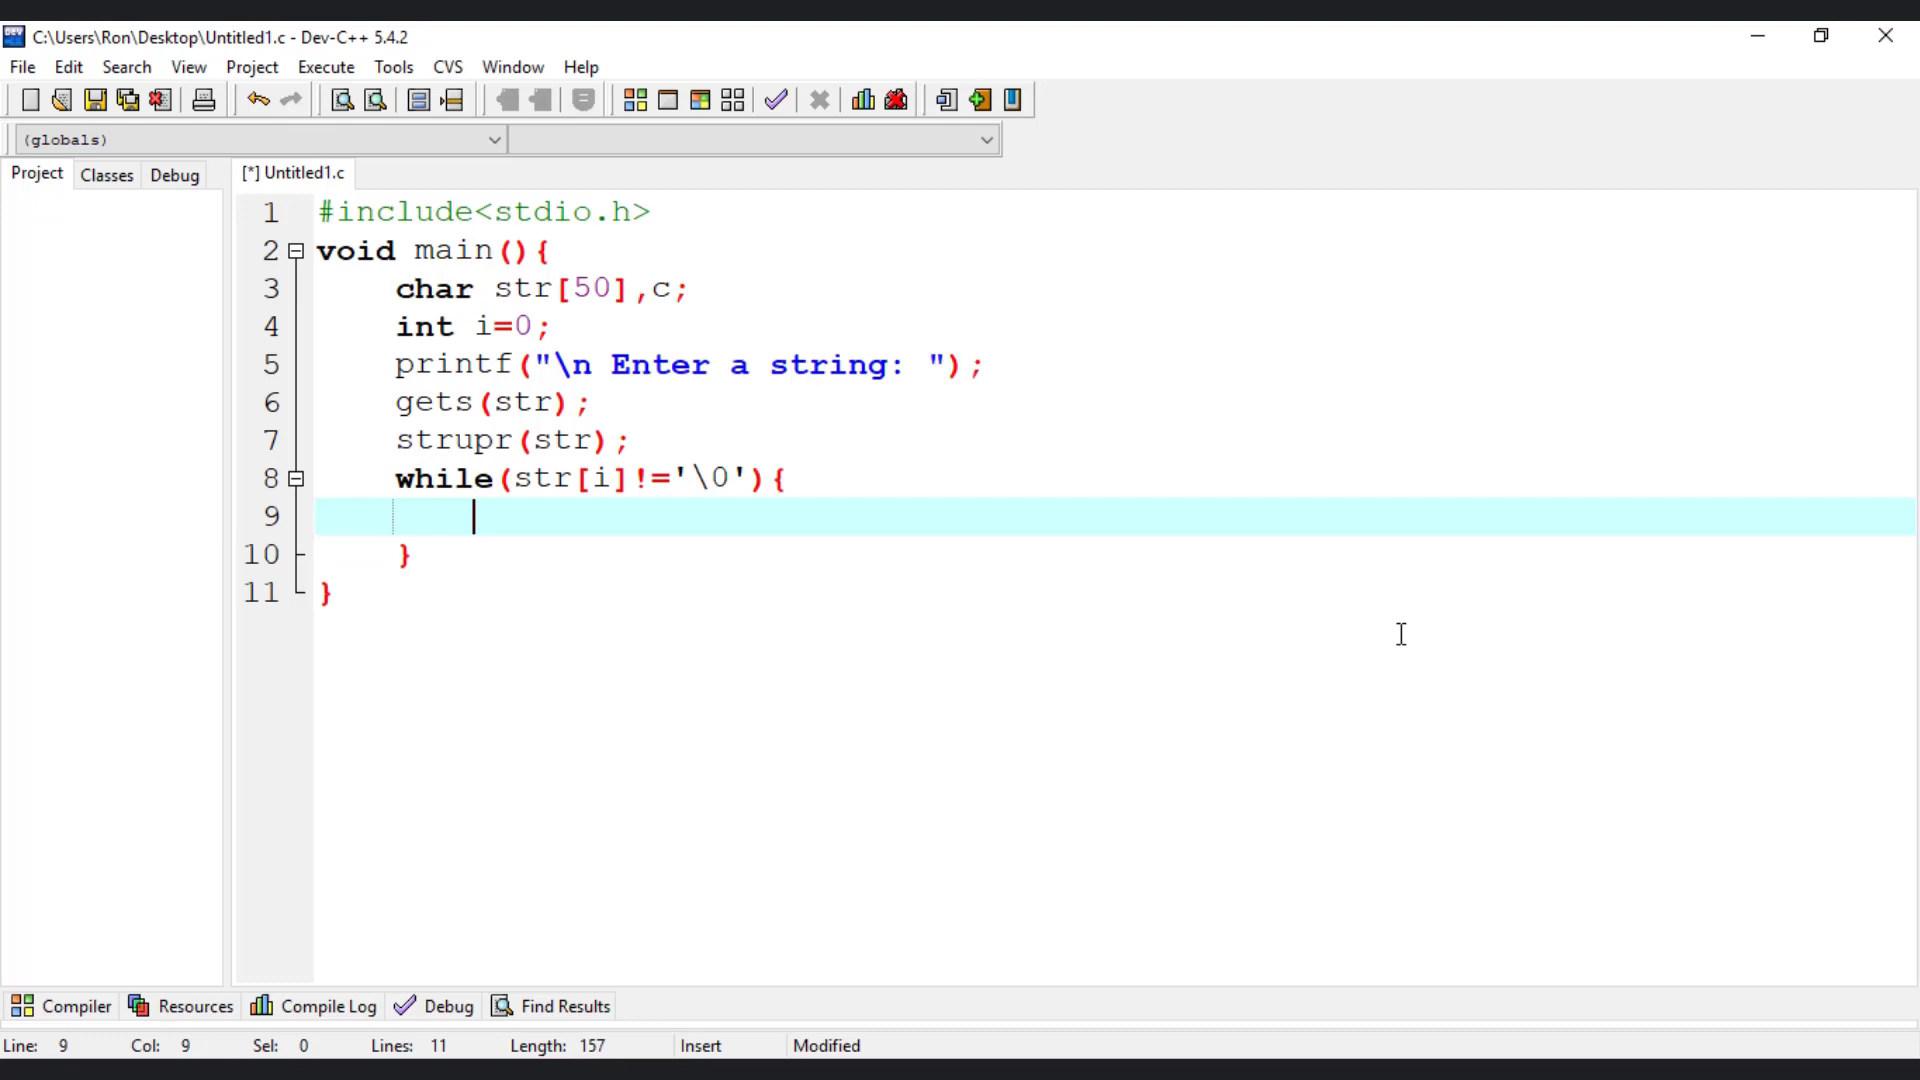 C:\Users\Ron\Desktop\Untitled1.c - Dev-C++ 5.4.2
File Edit Search View Project Execute Tools CVS Window Help
(globals)
Project Classes Debug [*] Untitled1.c
1 #include<stdio.h>
2 void main(){
3 char str[50],c;
4 int i=0;
5 printf("\n Enter a string: ");
6 gets(str);
7 strupr(str);
8 while(str[i]!='\0'){
9
10 }
11 }
Compiler Resources Compile Log Debug Find Results
Line: 9 Col: 9 Sel: 0 Lines: 11 Length: 157 Insert Modified